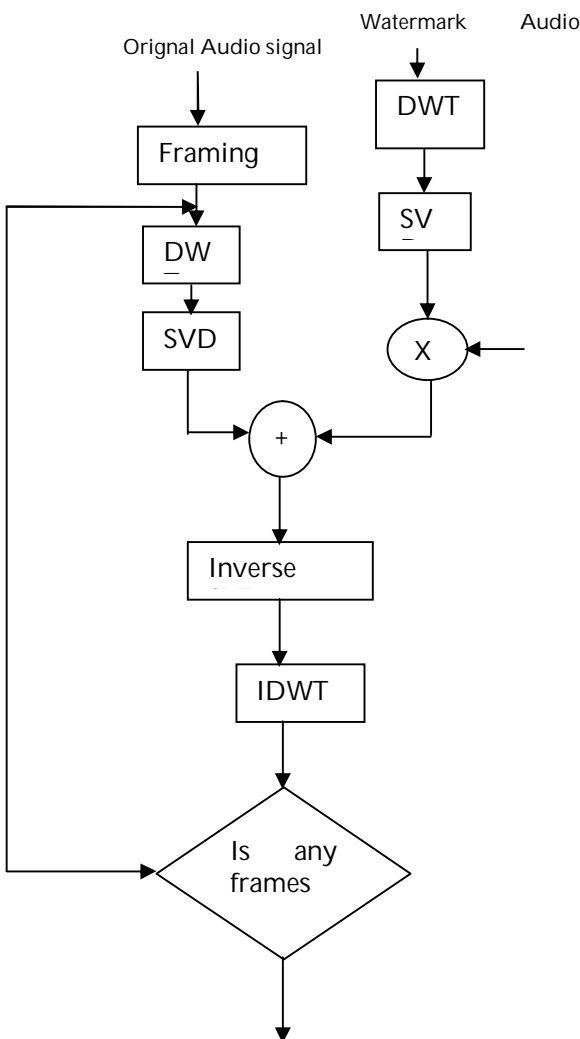 Watermark Audio
Orignal Audio signal
DWT
Framing
SV
DW
SVD
X
+
Inverse
IDWT
Is any
frames